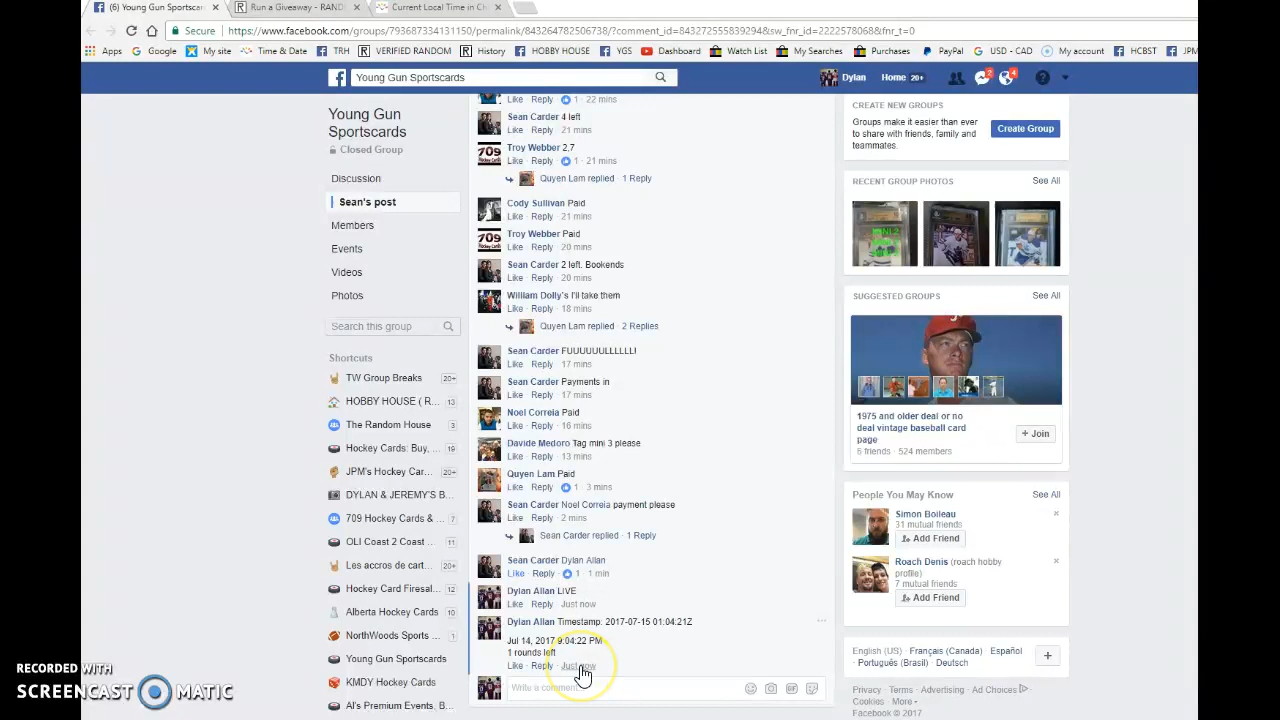 (6) Young Gun Sportscards
Run a Giveaway - RAND
Current Local Time in Ch
Secure
https://www.facebook.com/groups/793687334131150/permalink/843264782506738/?comment_id=843272555839294&sw_fnr_id=2222578068&fnr_t=0
Apps Google My site Time & Date TRH VERIFIED RANDOM History HOBBY HOUSE YGS Dashboard Watch List My Searches Purchases PayPal USD - CAD My account HCBST JPM
Young Gun Sportscards
Dylan Home 20+ 2 4
Young Gun
Sportscards
Closed Group
Discussion
Sean's post
Members
Events
Videos
Photos
Search this group
Shortcuts
TW Group Breaks 20+
HOBBY HOUSE ( R... 13
The Random House 3
Hockey Cards: Buy, ... 19
JPM's Hockey Car... 20+
DYLAN & JEREMY'S B...
70s Hockey Cards & ... 7
OLI Coast 2 Coast ... 11
Les accros de cart... 20+
Hockey Card Firesal... 12
Alberta Hockey Cards 10
NorthWoods Sports ... 1
Young Gun Sportscards
KMDY Hockey Cards
Al's Premium Events, B...
Like · Reply · 1 · 22 mins
Sean Carder 4 left
Like · Reply · 21 mins
Troy Webber 2,7
Like · Reply · 1 · 21 mins
Quyen Lam replied · 1 Reply
Cody Sullivan Paid
Like · Reply · 21 mins
Troy Webber Paid
Like · Reply · 20 mins
Sean Carder 2 left. Bookends
Like · Reply · 20 mins
William Dolly's I'll take them
Like · Reply · 18 mins
Quyen Lam replied · 2 Replies
Sean Carder FUUUUUULLLLLL!
Like · Reply · 17 mins
Sean Carder Payments in
Like · Reply · 17 mins
Noel Correia Paid
Like · Reply · 16 mins
Davide Medoro Tag mini 3 please
Like · Reply · 13 mins
Quyen Lam Paid
Like · Reply · 1 · 3 mins
Sean Carder Noel Correia payment please
Like · Reply · 2 mins
Sean Carder replied · 1 Reply
Sean Carder Dylan Allan
Like · Reply · 1 · 1 min
Dylan Allan LIVE
Like · Reply · Just now
Dylan Allan Timestamp: 2017-07-15 01:04:21Z
Jul 14, 2017 9:04:22 PM
1 rounds left
Like · Reply · Just now
Write a comment...
CREATE NEW GROUPS
Groups make it easier than ever
to share with friends, family and
teammates.
Create Group
RECENT GROUP PHOTOS See All
SUGGESTED GROUPS See All
1975 and older deal or no
deal vintage baseball card
page
6 friends · 524 members
+ Join
People You May Know See All
Simon Boileau
31 mutual friends
Add Friend
Roach Denis (roach hobby
profile)
7 mutual friends
Add Friend
English (US) · Français (Canada) · Español
· Português (Brasil) · Deutsch
Privacy · Terms · Advertising · Ad Choices
Cookies · More
Facebook © 2017
RECORDED WITH
SCREENCAST MATIC